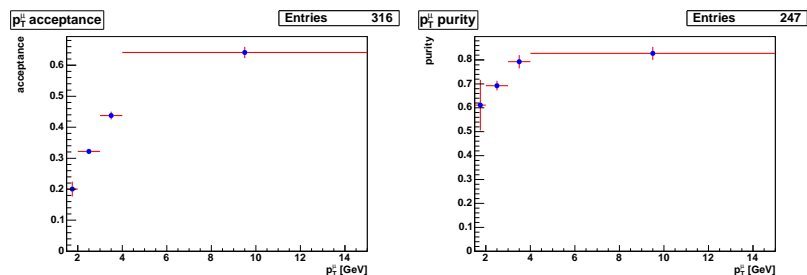 p_T^μ acceptance
Entries 316
acceptance
0.6
0.5
0.4
0.3
0.2
0.1
0
2 4 6 8 10 12 14
p_T^μ [GeV]
p_T^μ purity
Entries 247
purity
0.8
0.7
0.6
0.5
0.4
0.3
0.2
0.1
0
2 4 6 8 10 12 14
p_T^μ [GeV]